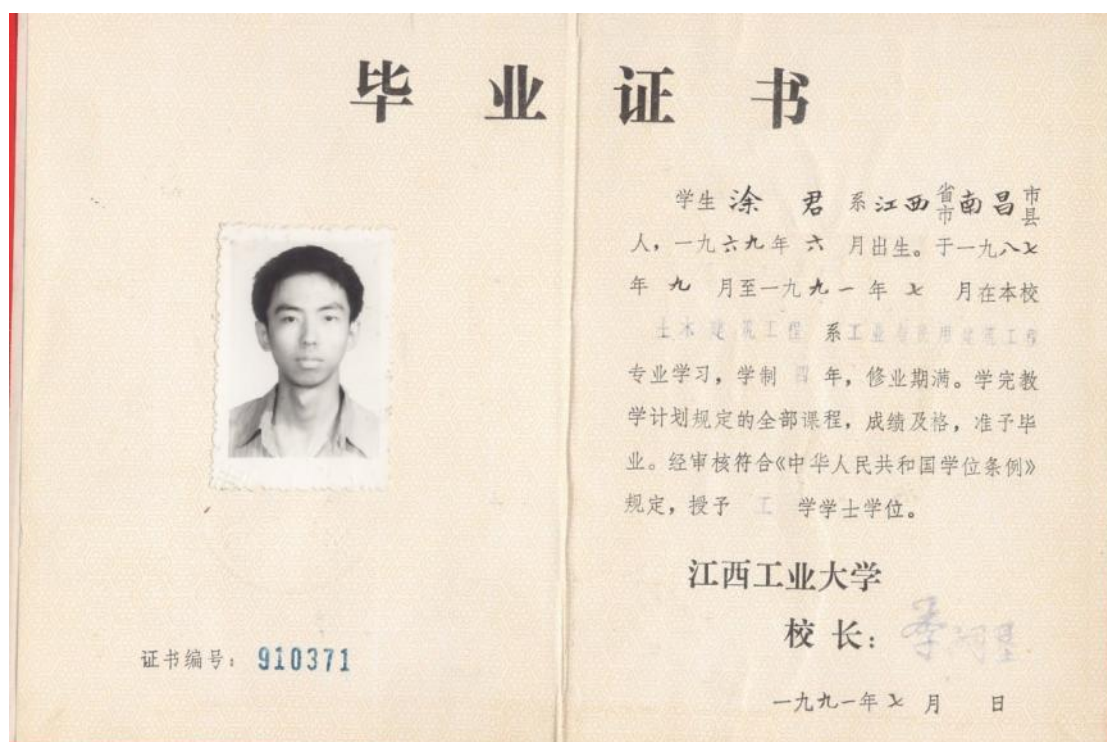 毕业证书
学生 涂 君 系江西省市南昌市县
人，一九六九年 六 月出生。于一九八七
年 九 月至一九九一年 七 月在本校
土木建筑工程 系工业与民用建筑工程
专业学习，学制 四 年，修业期满。学完教
学计划规定的全部课程，成绩及格，准予毕
业。经审核符合《中华人民共和国学位条例》
规定，授予 工 学学士学位。
江西工业大学
校长：
证书编号：910371
一九九一年七月 日